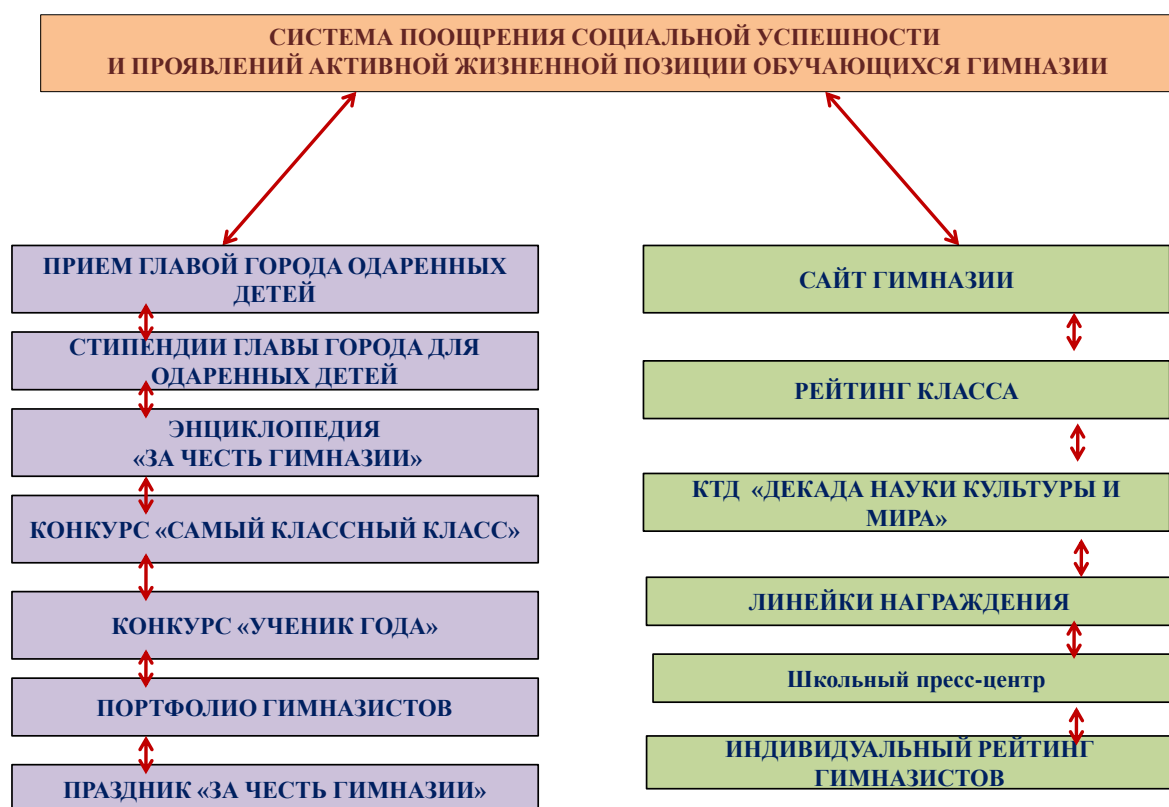 СИСТЕМА ПООЩРЕНИЯ СОЦИАЛЬНОЙ УСПЕШНОСТИ
И ПРОЯВЛЕНИЙ АКТИВНОЙ ЖИЗНЕННОЙ ПОЗИЦИИ ОБУЧАЮЩИХСЯ ГИМНАЗИИ
ПРИЕМ ГЛАВОЙ ГОРОДА ОДАРЕННЫХ
ДЕТЕЙ
СТИПЕНДИИ ГЛАВЫ ГОРОДА ДЛЯ
ОДАРЕННЫХ ДЕТЕЙ
ЭНЦИКЛОПЕДИЯ
«ЗА ЧЕСТЬ ГИМНАЗИИ»
КОНКУРС «САМЫЙ КЛАССНЫЙ КЛАСС»
КОНКУРС «УЧЕНИК ГОДА»
ПОРТФОЛИО ГИМНАЗИСТОВ
ПРАЗДНИК «ЗА ЧЕСТЬ ГИМНАЗИИ»
САЙТ ГИМНАЗИИ
РЕЙТИНГ КЛАССА
КТД «ДЕКАДА НАУКИ КУЛЬТУРЫ И
МИРА»
ЛИНЕЙКИ НАГРАЖДЕНИЯ
Школьный пресс-центр
ИНДИВИДУАЛЬНЫЙ РЕЙТИНГ
ГИМНАЗИСТОВ